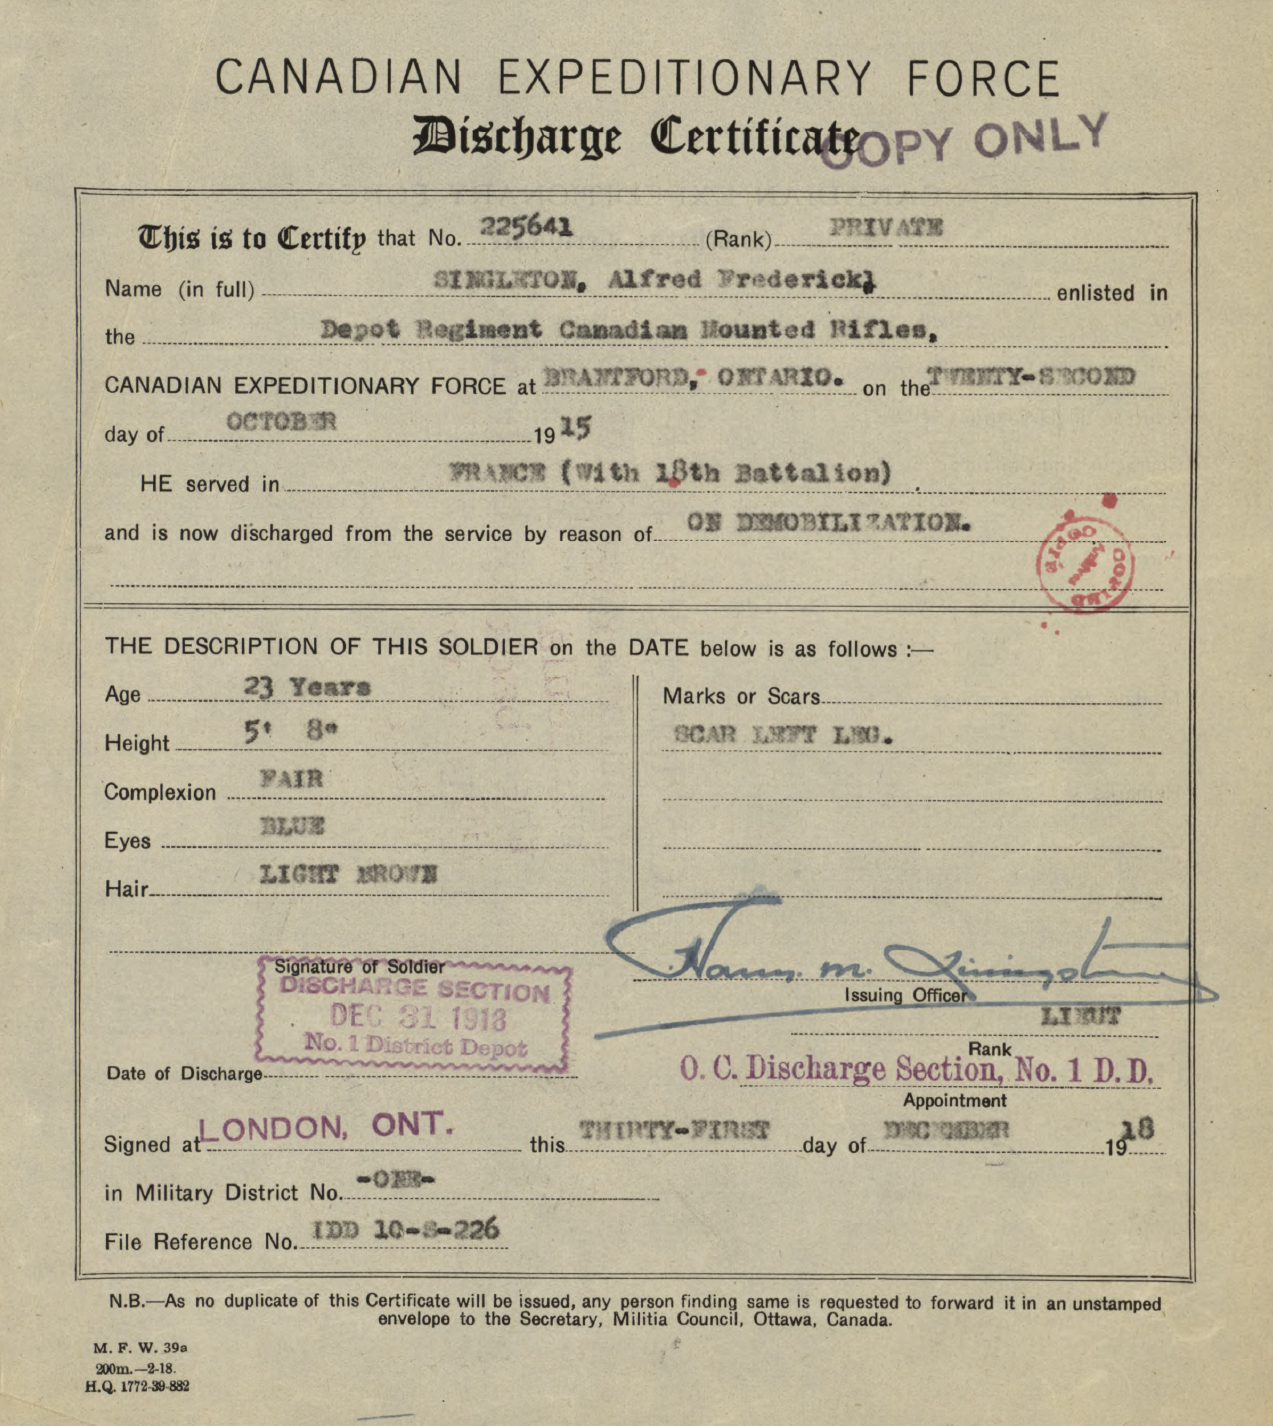 CANADIAN EXPEDITIONARY FORCE
Discharge Certificate
COPY ONLY
This is to Certify that No. 225641 (Rank) PRIVATE
Name (in full) SINGLETON, Alfred Frederick, enlisted in
the Depot Regiment Canadian Mounted Rifles,
CANADIAN EXPEDITIONARY FORCE at BRANTFORD, ONTARIO. on the TWENTY-SECOND
day of OCTOBER 1915
HE served in FRANCE (With 18th Battalion)
and is now discharged from the service by reason of ON DEMOBILIZATION.
THE DESCRIPTION OF THIS SOLDIER on the DATE below is as follows :—
Age 23 Years
Height 5' 8"
Complexion FAIR
Eyes BLUE
Hair LIGHT BROWN
Marks or Scars
SCAR LEFT LEG.
Signature of Soldier
DISCHARGE SECTION
DEC 31 1918
No. 1 District Depot
Date of Discharge
m. Livingston
Issuing Officer
LIEUT
Rank
O. C. Discharge Section, No. 1 D. D.
Appointment
Signed at LONDON, ONT. this THIRTY-FIRST day of DECEMBER 1918
in Military District No. -ONE-
File Reference No. IDD 10-S-226
N.B.—As no duplicate of this Certificate will be issued, any person finding same is requested to forward it in an unstamped
envelope to the Secretary, Militia Council, Ottawa, Canada.
M. F. W. 39a
200m.—2-18.
H.Q. 1772-39-882